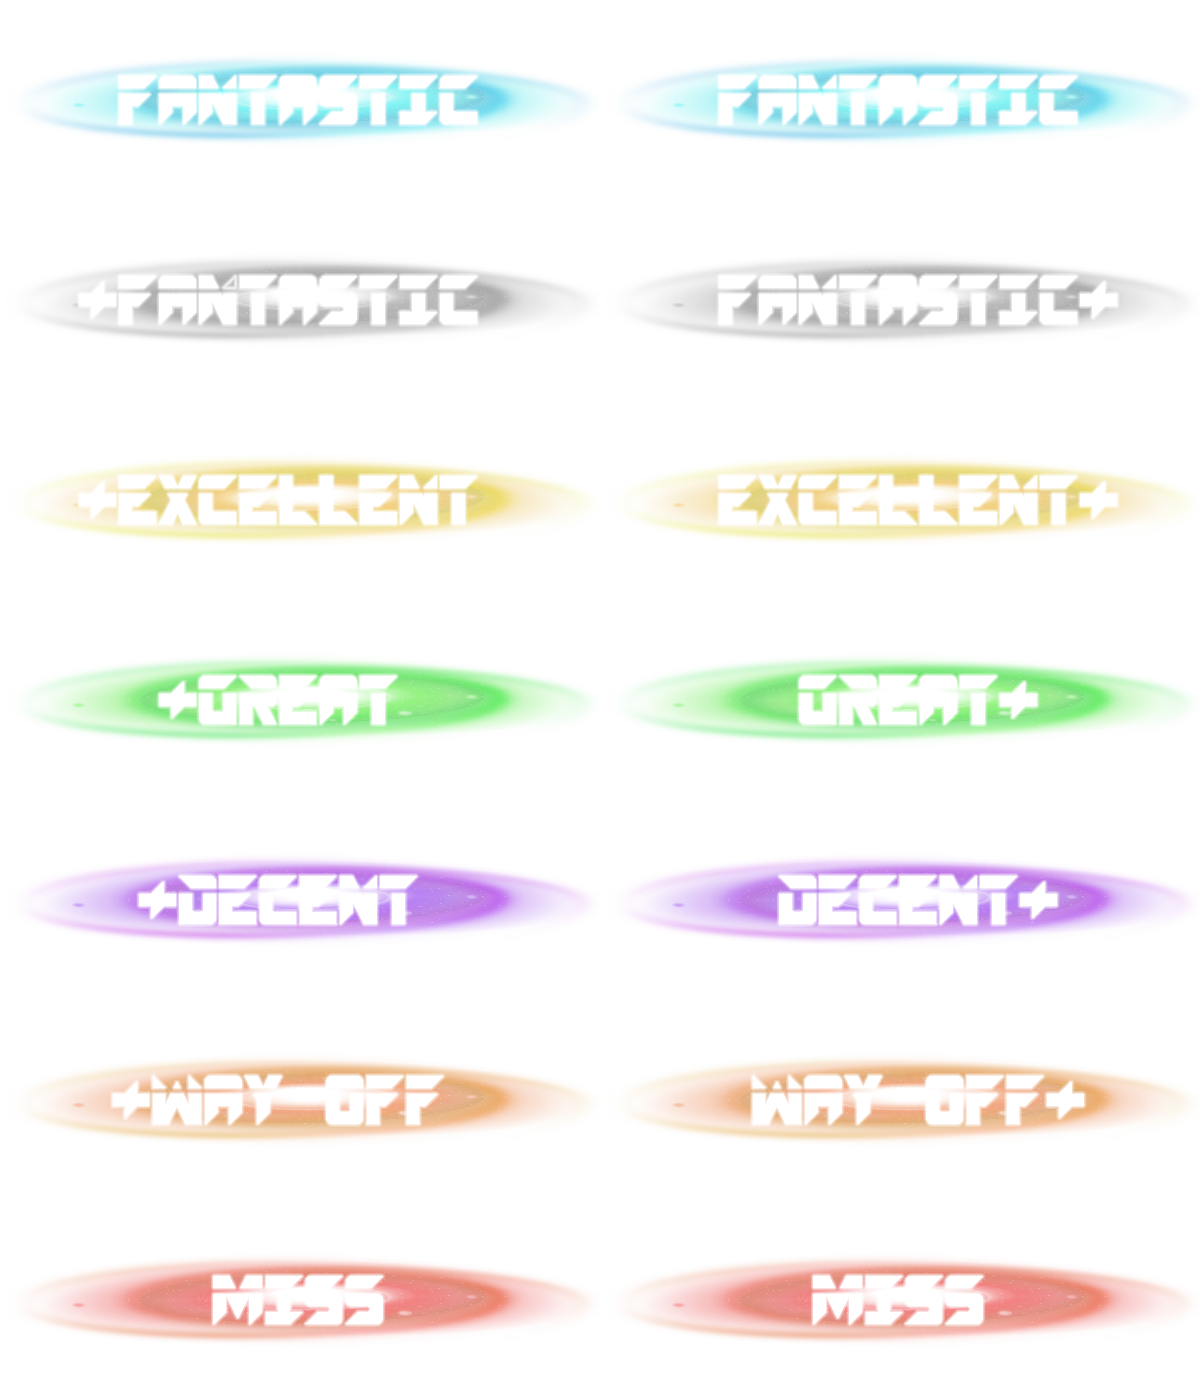 FANTASTIC FANTASTIC
+FANTASTIC FANTASTIC+
+EXCELLENT EXCELLENT+
+GREAT GREAT+
+DECENT DECENT+
+WAY OFF WAY OFF+
MISS MISS